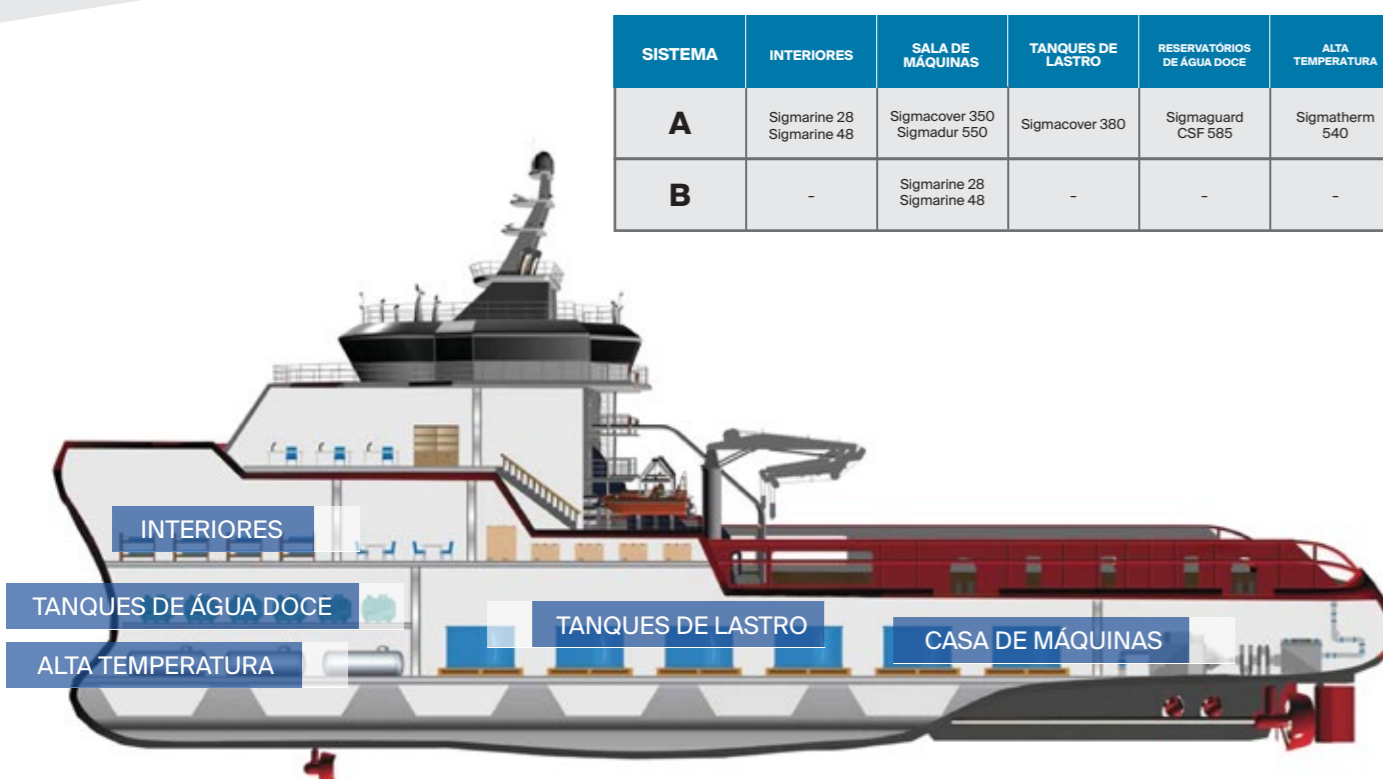 SISTEMA
INTERIORES
SALA DE
MÁQUINAS
TANQUES DE
LASTRO
RESERVATÓRIOS
DE ÁGUA DOCE
ALTA
TEMPERATURA
A
Sigmarine 28
Sigmarine 48
Sigmacover 350
Sigmadur 550
Sigmacover 380
Sigmaguard
CSF 585
Sigmatherm
540
B
-
Sigmarine 28
Sigmarine 48
-
-
-
INTERIORES
TANQUES DE ÁGUA DOCE
TANQUES DE LASTRO
CASA DE MÁQUINAS
ALTA TEMPERATURA